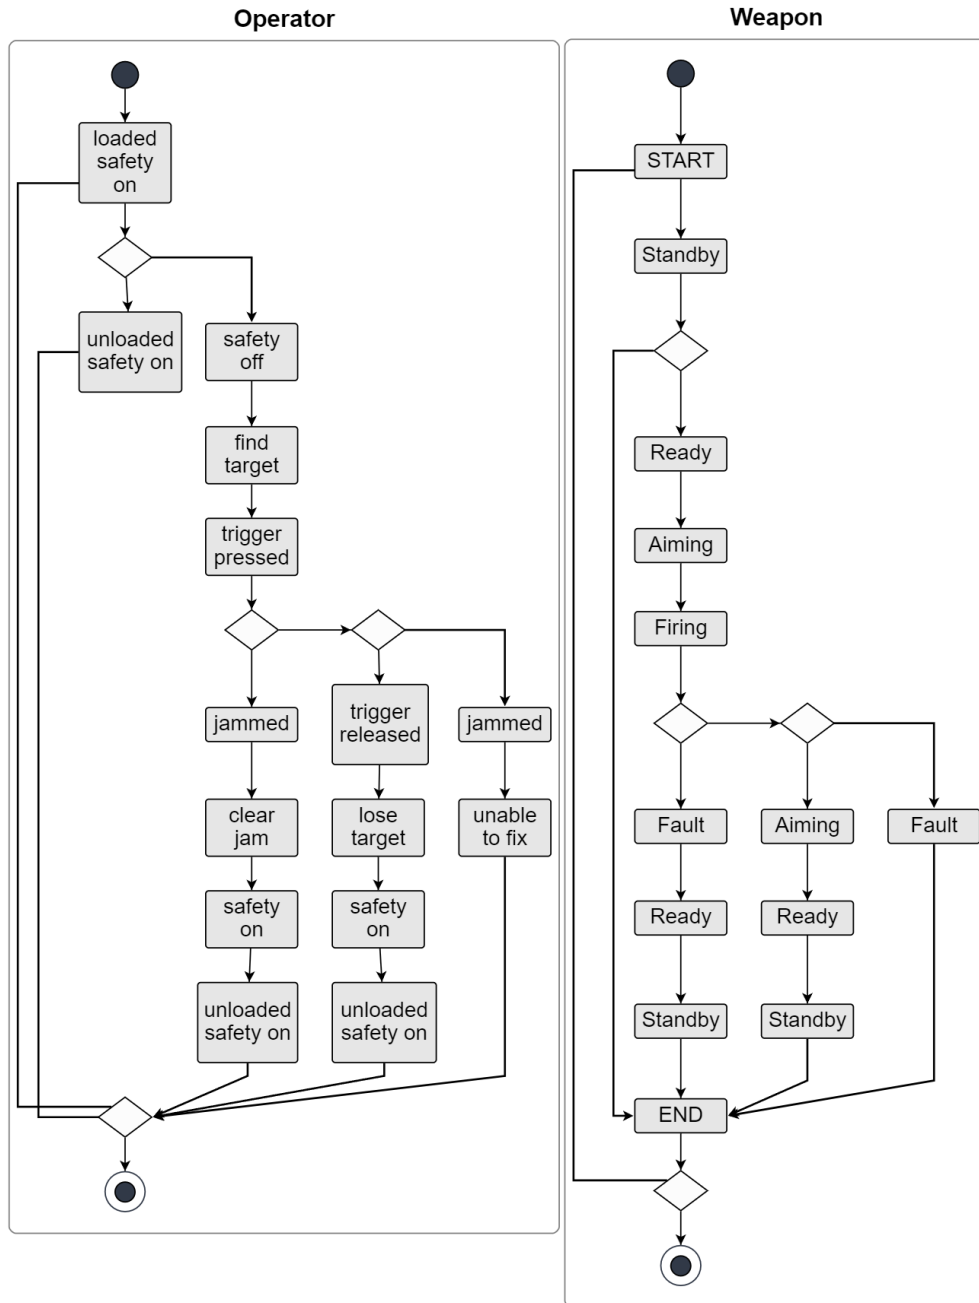 Operator
loaded
safety
on
unloaded
safety on
safety
off
find
target
trigger
pressed
jammed
trigger
released
jammed
clear
jam
lose
target
unable
to fix
safety
on
safety
on
unloaded
safety on
unloaded
safety on
Weapon
START
Standby
Ready
Aiming
Firing
Fault
Aiming
Fault
Ready
Ready
Standby
Standby
END